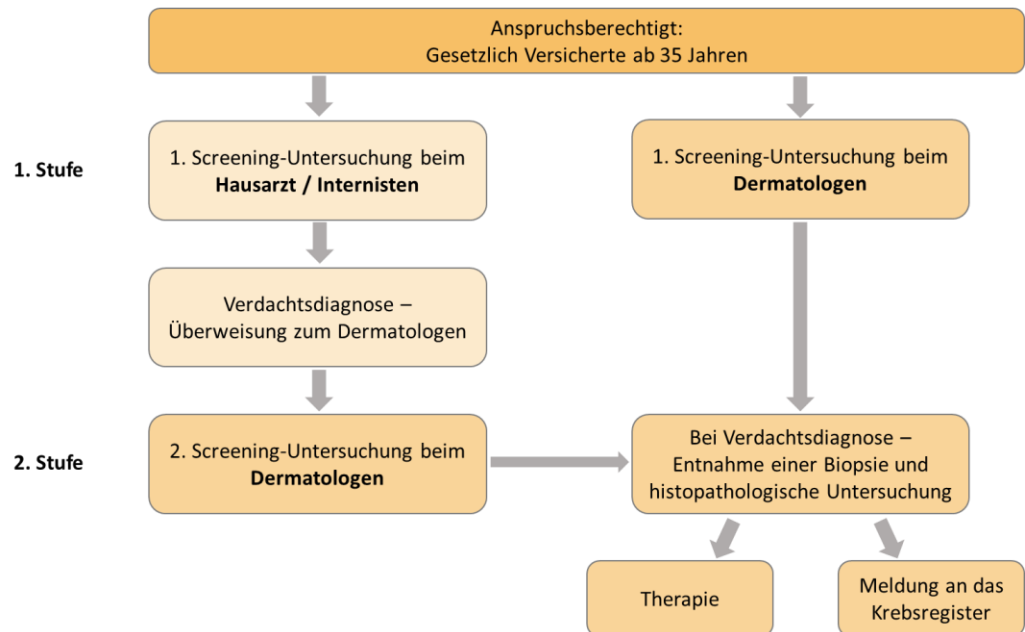 Anspruchsberechtigt:
Gesetzlich Versicherte ab 35 Jahren
1. Stufe
1. Screening-Untersuchung beim
Hausarzt / Internisten
1. Screening-Untersuchung beim
Dermatologen
Verdachtsdiagnose –
Überweisung zum Dermatologen
2. Stufe
2. Screening-Untersuchung beim
Dermatologen
Bei Verdachtsdiagnose –
Entnahme einer Biopsie und
histopathologische Untersuchung
Therapie
Meldung an das
Krebsregister